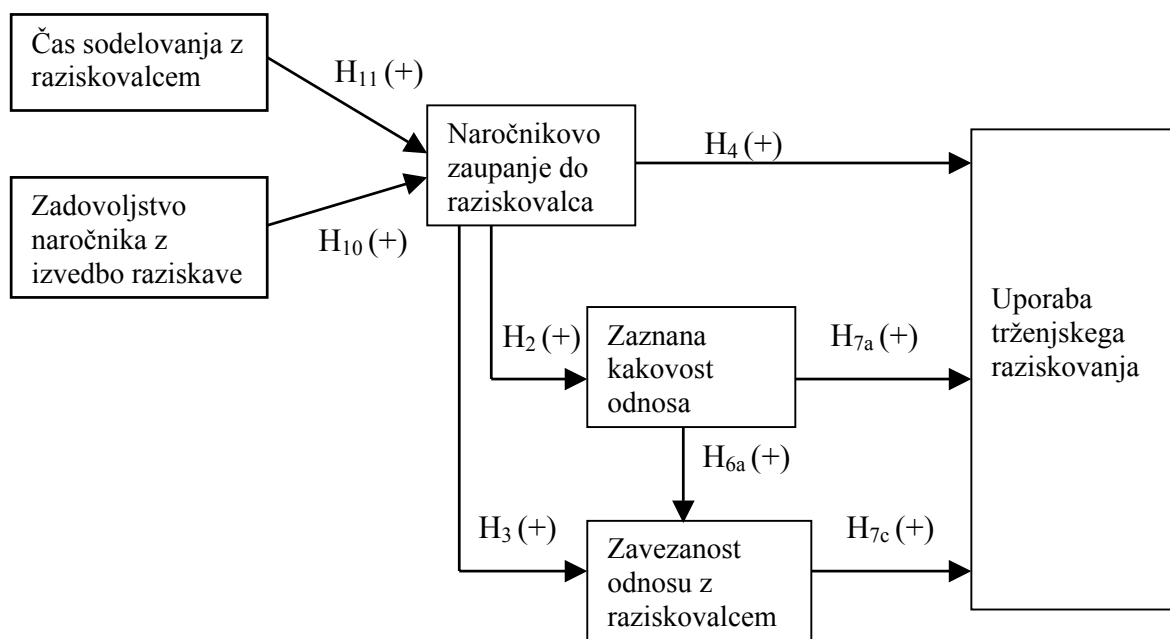 Čas sodelovanja z
raziskovalcem
H11 (+)
Naročnikovo
zaupanje do
raziskovalca
H4 (+)
Zadovoljstvo
naročnika z
izvedbo raziskave
H10 (+)
Uporaba
trženjskega
raziskovanja
H2 (+)
Zaznana
kakovost
odnosa
H7a (+)
H6a (+)
H3 (+)
Zavezanost
odnosu z
raziskovalcem
H7c (+)